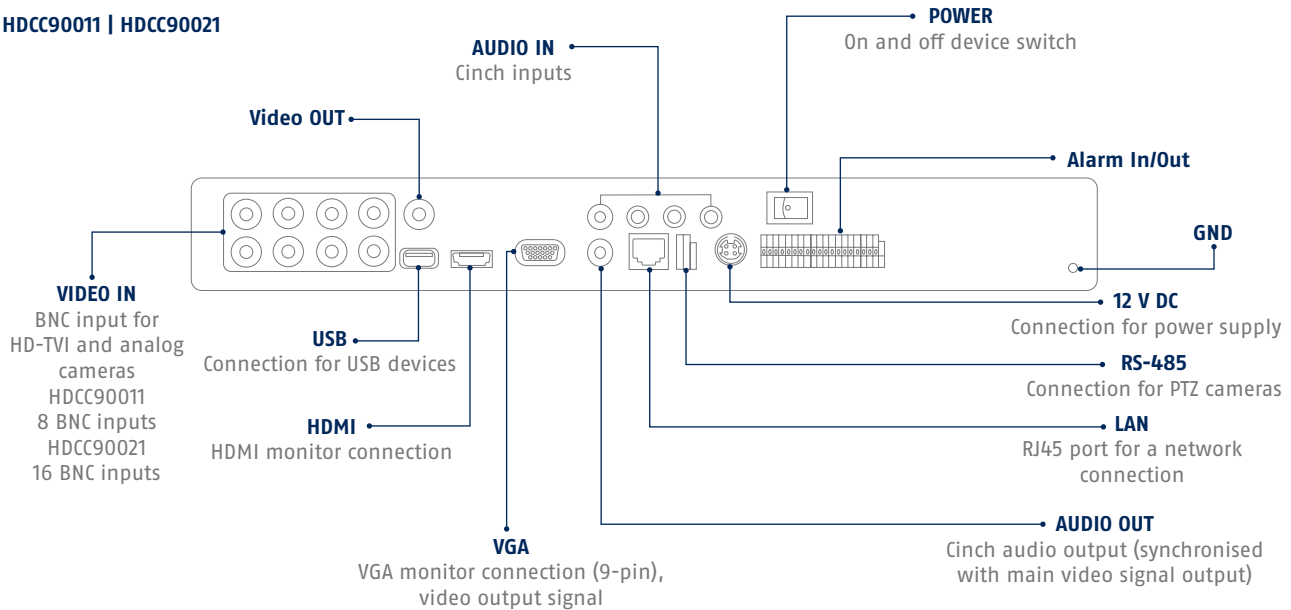 HDCC90011 | HDCC90021
POWER
On and off device switch
AUDIO IN
Cinch inputs
Video OUT
Alarm In/Out
GND
VIDEO IN
BNC input for
HD-TVI and analog
cameras
HDCC90011
8 BNC inputs
HDCC90021
16 BNC inputs
USB
Connection for USB devices
HDMI
HDMI monitor connection
VGA
VGA monitor connection (9-pin),
video output signal
12 V DC
Connection for power supply
RS-485
Connection for PTZ cameras
LAN
RJ45 port for a network
connection
AUDIO OUT
Cinch audio output (synchronised
with main video signal output)